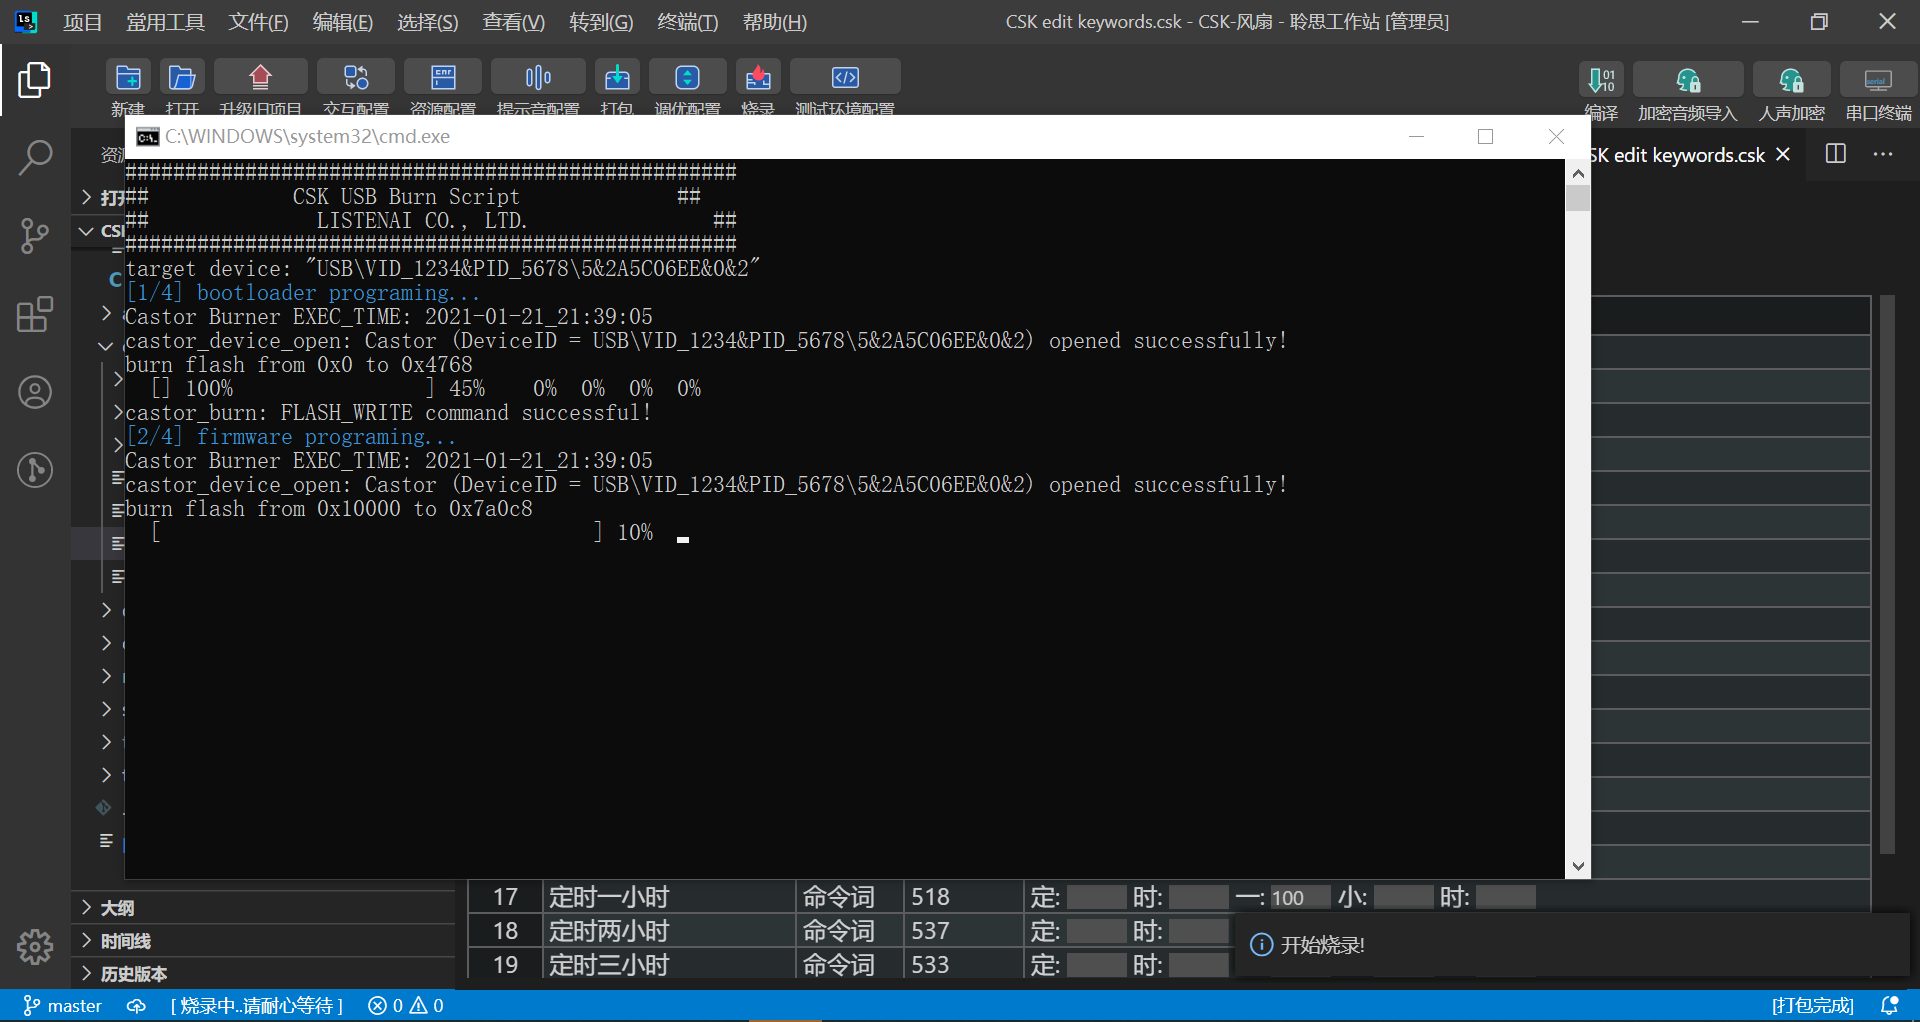 项目 常用工具 文件(F) 编辑(E) 选择(S) 查看(V) 转到(G) 终端(T) 帮助(H) CSK edit keywords.csk - CSK-风扇 - 聆思工作站 [管理员]
新建 打开 升级旧项目 交互配置 资源配置 提示音配置 打包 调优配置 烧录 测试环境配置 编译 加密音频导入 人声加密 串口终端
C:\WINDOWS\system32\cmd.exe
SK edit keywords.csk
###################################################
## CSK USB Burn Script ##
## LISTENAI CO., LTD. ##
###################################################
target device: "USB\VID_1234&PID_5678\5&2A5C06EE&0&2"
[1/4] bootloader programing...
Castor Burner EXEC_TIME: 2021-01-21_21:39:05
castor_device_open: Castor (DeviceID = USB\VID_1234&PID_5678\5&2A5C06EE&0&2) opened successfully!
burn flash from 0x0 to 0x4768
[] 100% ] 45% 0% 0% 0% 0%
castor_burn: FLASH_WRITE command successful!
[2/4] firmware programing...
Castor Burner EXEC_TIME: 2021-01-21_21:39:05
castor_device_open: Castor (DeviceID = USB\VID_1234&PID_5678\5&2A5C06EE&0&2) opened successfully!
burn flash from 0x10000 to 0x7a0c8
[ ] 10%
17 定时一小时 命令词 518 定: 时: 一: 100 小: 时:
18 定时两小时 命令词 537 定: 时:
19 定时三小时 命令词 533 定: 时:
大纲
时间线
历史版本
开始烧录!
master [ 烧录中..请耐心等待 ] 0 0 [打包完成]